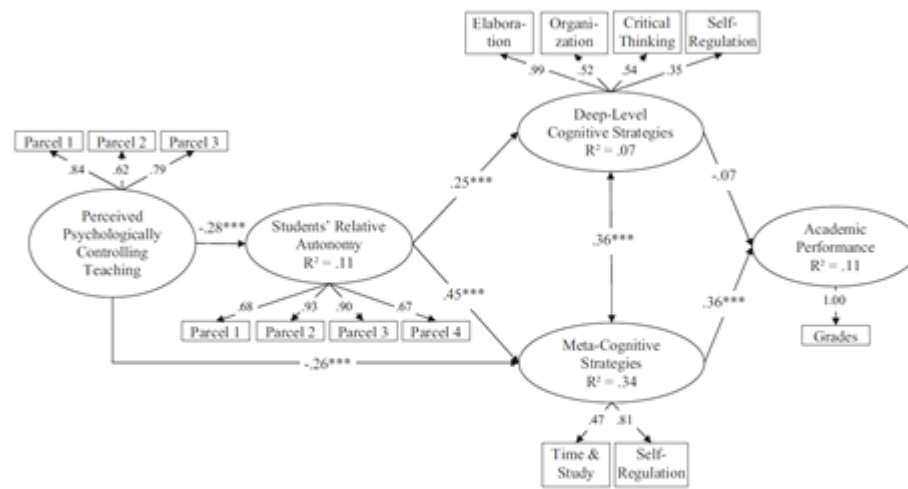 Elabora-
tion
Organi-
zation
Critical
Thinking
Self-
Regulation
.99
.52
.54
.35
Deep-Level
Cognitive Strategies
R² = .07
Parcel 1
Parcel 2
Parcel 3
.84
.62
.79
Perceived
Psychologically
Controlling
Teaching
-.28***
Students' Relative
Autonomy
R² = .11
.25***
.45***
.36***
-.07
.36***
Academic
Performance
R² = .11
1.00
Grades
.68
.93
.90
.67
Parcel 1
Parcel 2
Parcel 3
Parcel 4
-.26***
Meta-Cognitive
Strategies
R² = .34
.47
.81
Time &
Study
Self-
Regulation